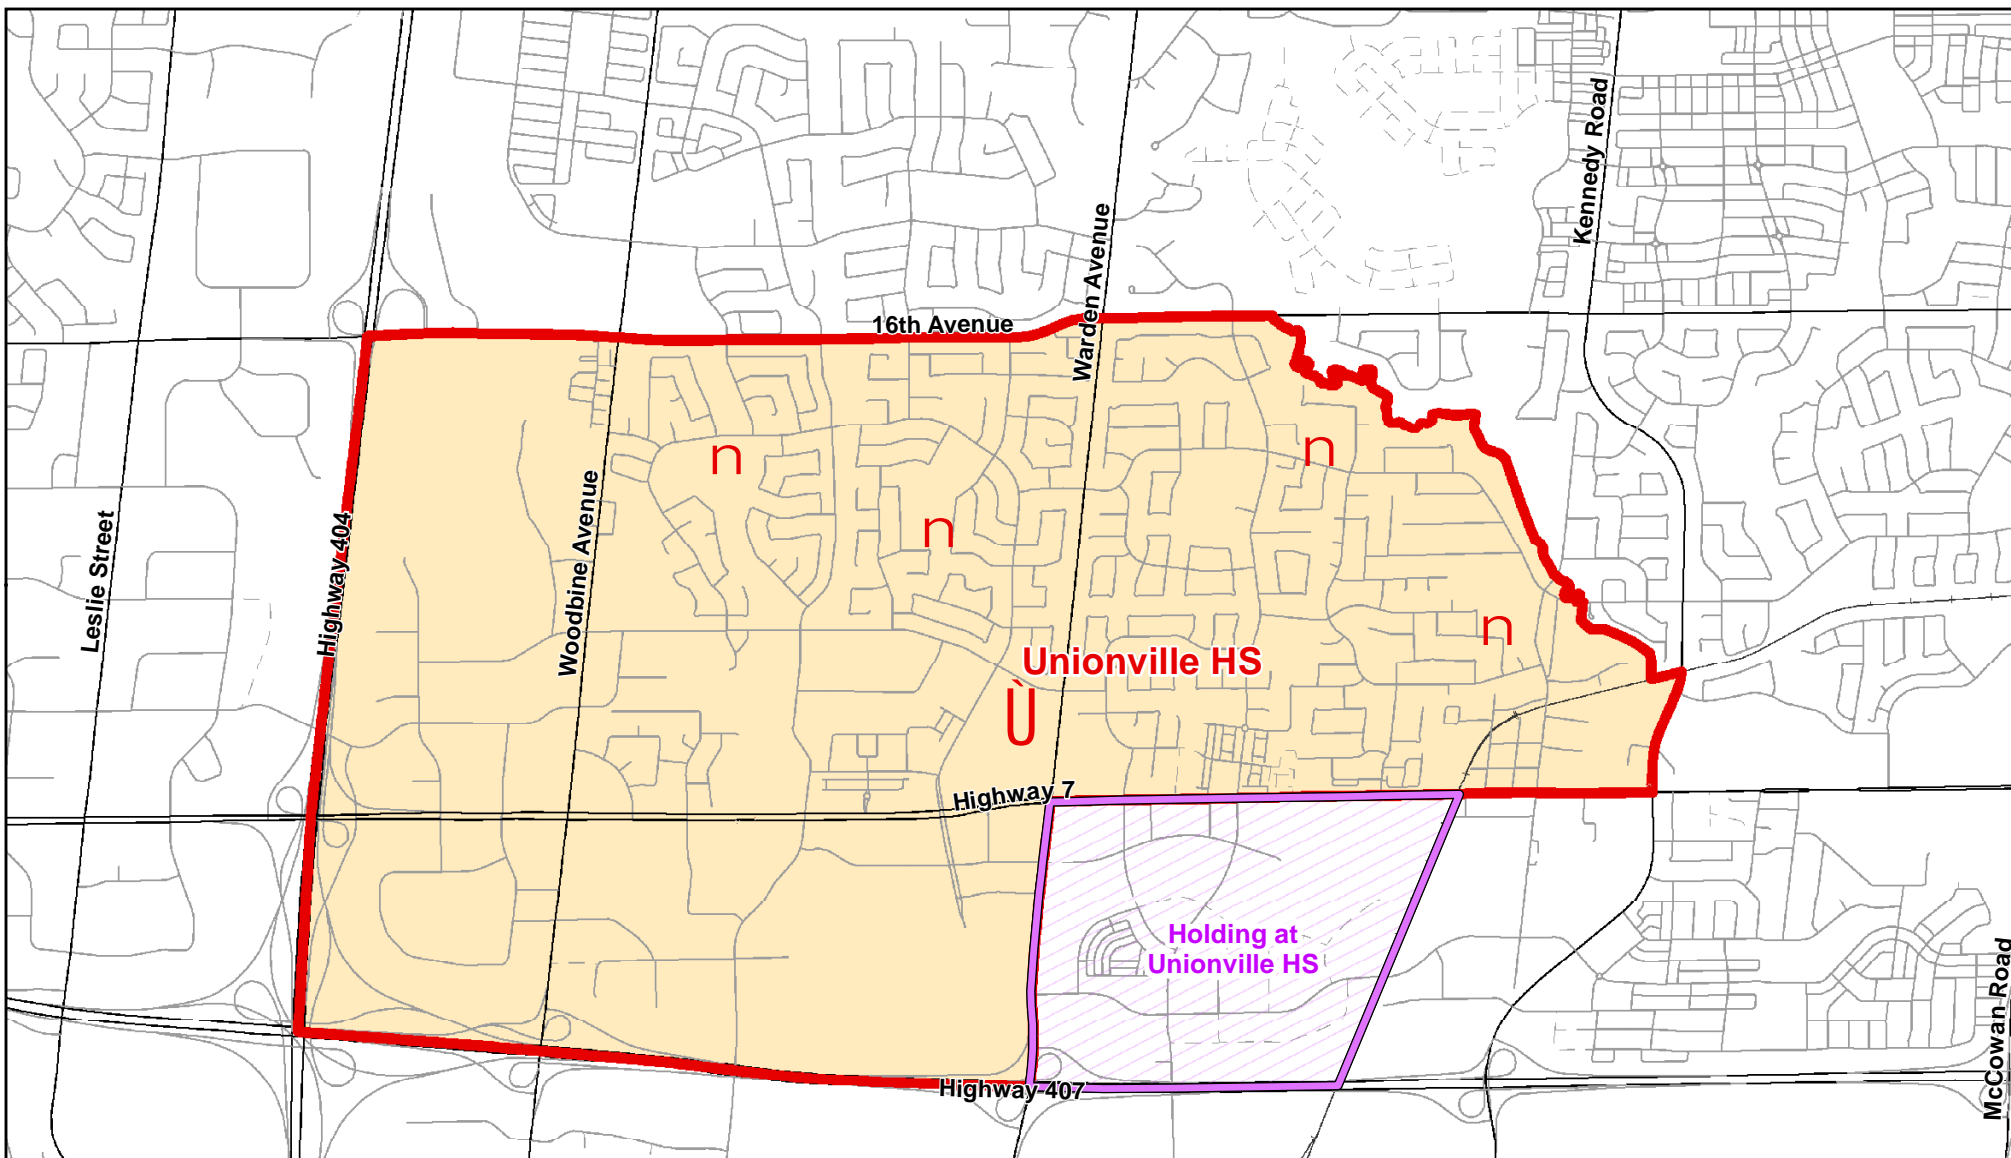 Kennedy Road
16th Avenue
Warden Avenue
n
n
n
Woodbine Avenue
Highway 404
Leslie Street
n
Unionville HS
Ù
Highway 7
Holding at
Unionville HS
McCowan Road
Highway 407